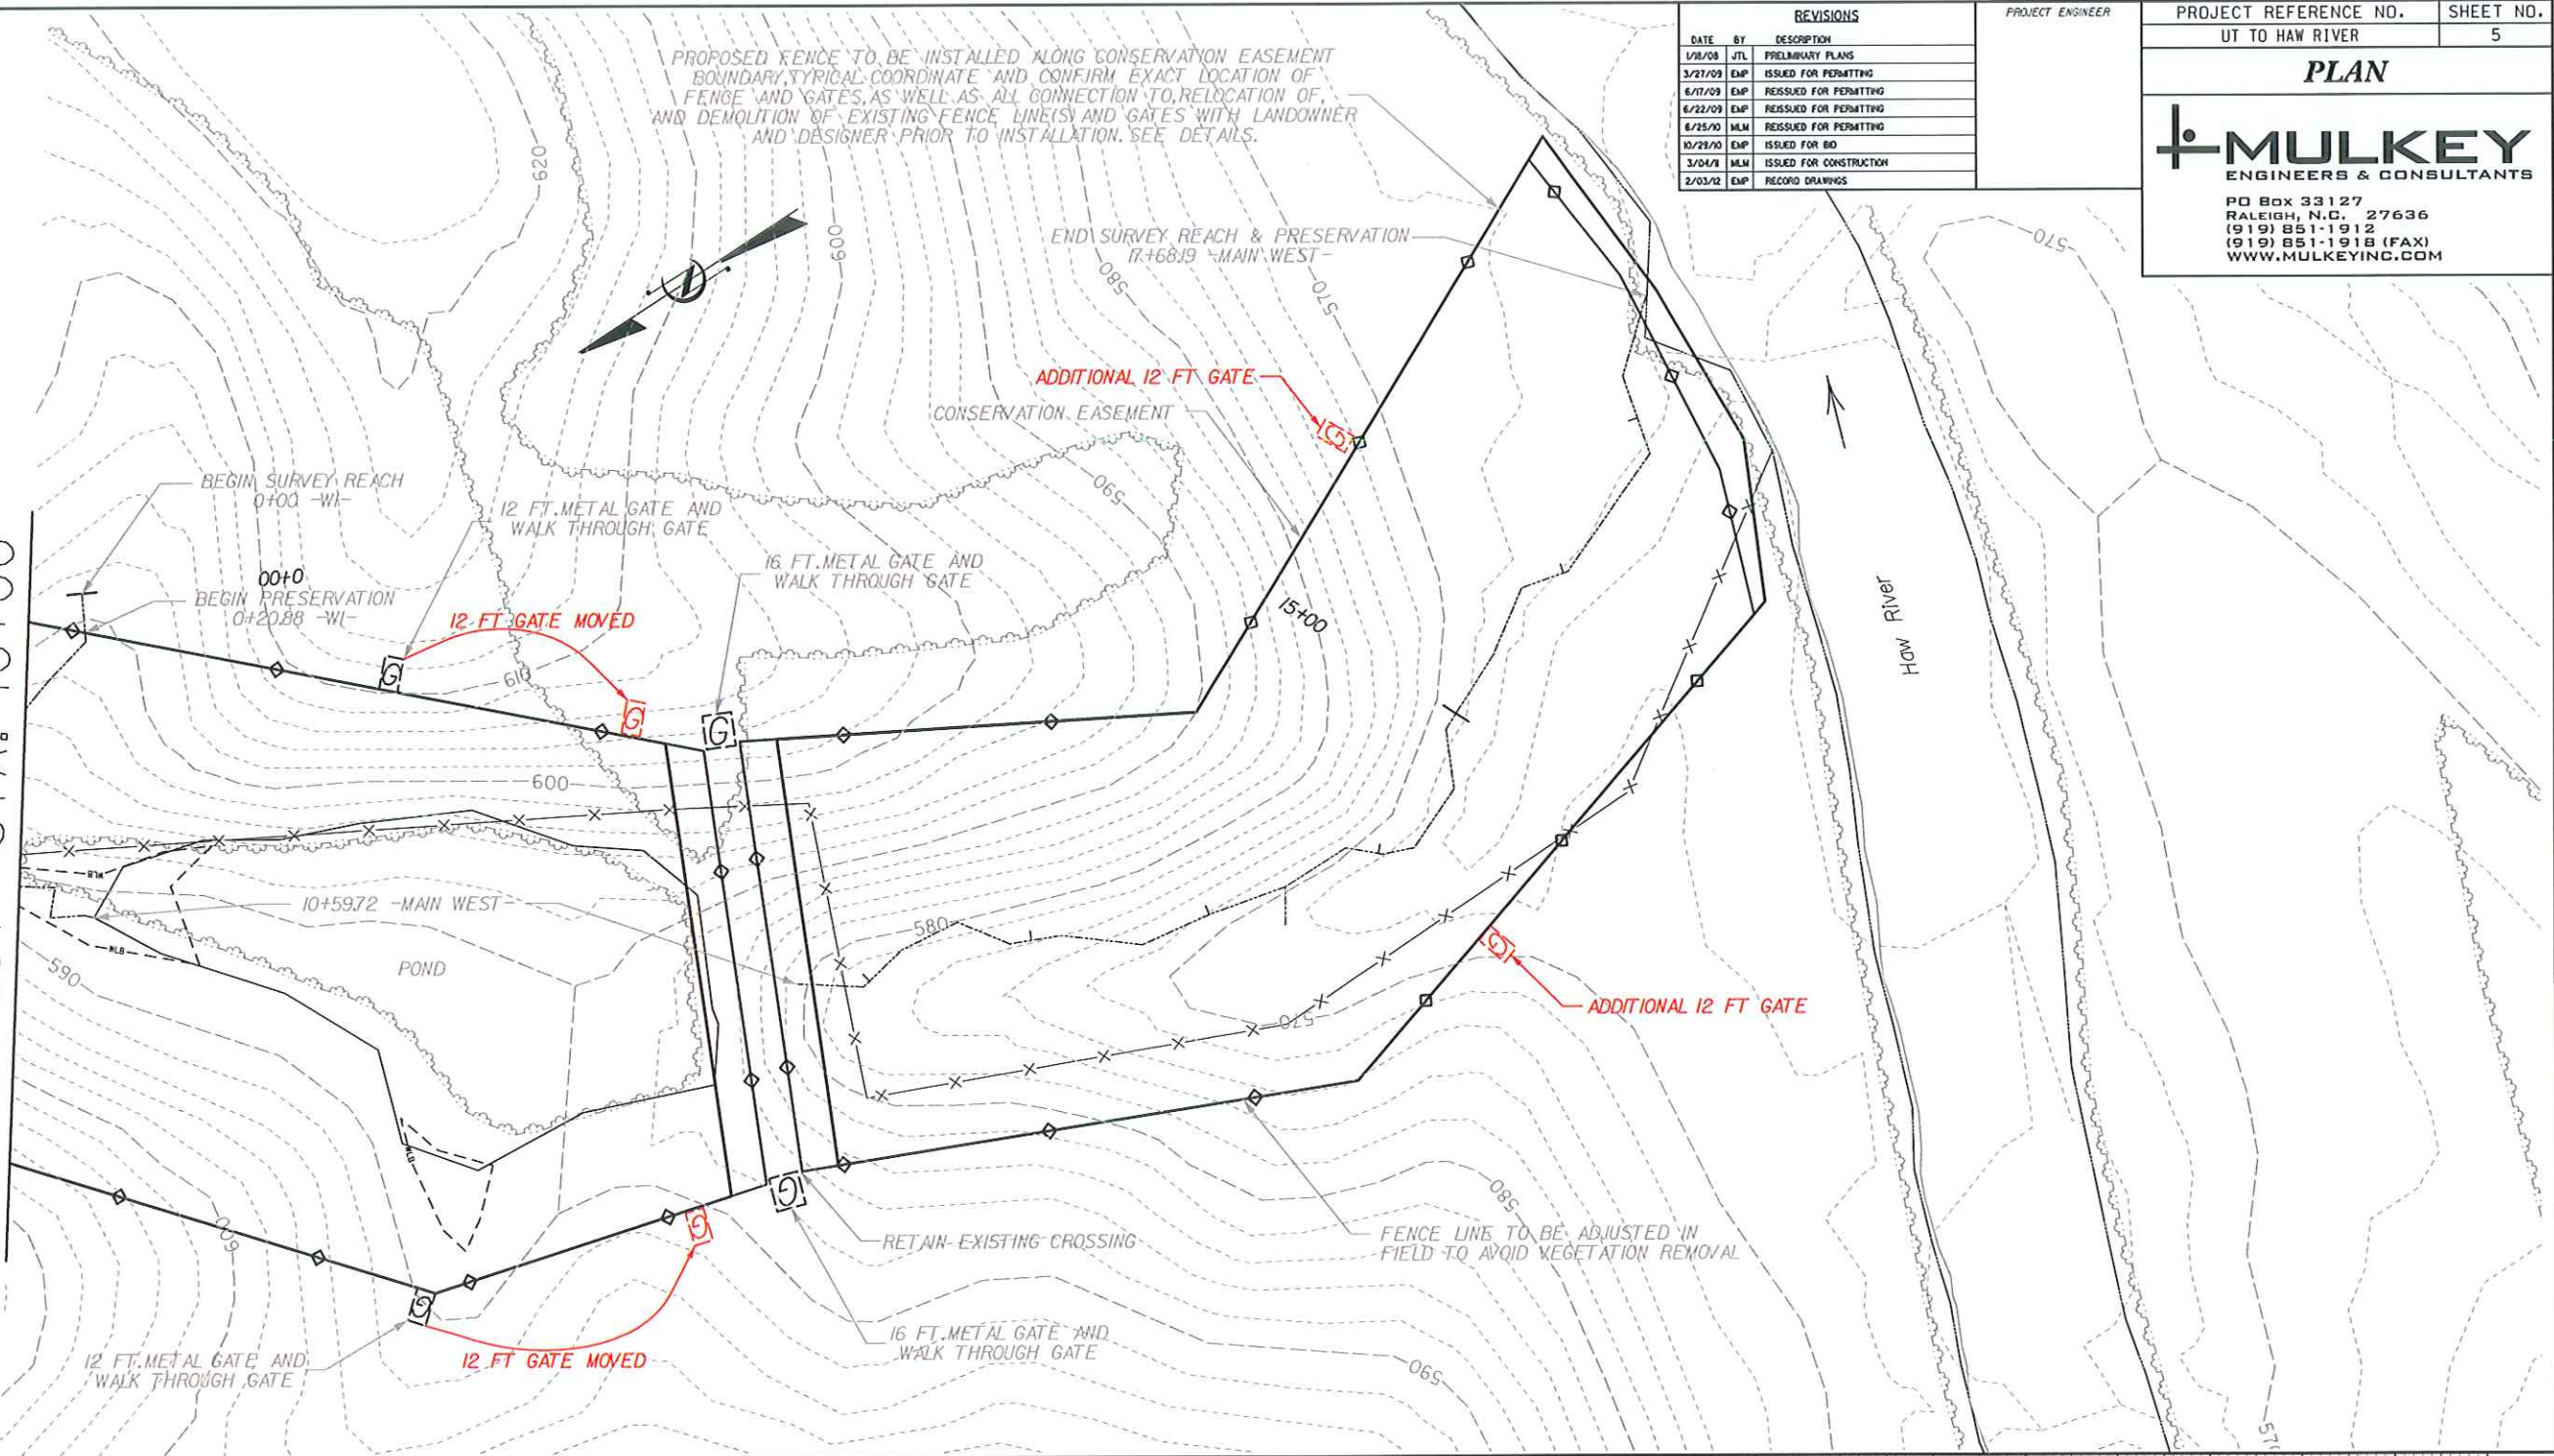 REVISIONS
DATE BY DESCRIPTION
1/18/08 JTL PRELIMINARY PLANS
3/27/09 EMP ISSUED FOR PERMITTING
6/17/09 EMP REISSUED FOR PERMITTING
6/22/09 EMP REISSUED FOR PERMITTING
6/25/10 MLM REISSUED FOR PERMITTING
10/29/10 EMP ISSUED FOR BID
3/04/11 MLM ISSUED FOR CONSTRUCTION
2/03/12 EMP RECORD DRAWINGS
PROJECT ENGINEER
PROJECT REFERENCE NO. SHEET NO.
UT TO HAW RIVER 5
PLAN
MULKEY
ENGINEERS & CONSULTANTS
PO BOX 33127
RALEIGH, N.C. 27636
(919) 851-1912
(919) 851-1918 (FAX)
WWW.MULKEYINC.COM
PROPOSED FENCE TO BE INSTALLED ALONG CONSERVATION EASEMENT
BOUNDARY, TYPICAL COORDINATE AND CONFIRM EXACT LOCATION OF
FENCE AND GATES, AS WELL AS ALL CONNECTION TO, RELOCATION OF,
AND DEMOLITION OF EXISTING FENCE LINE(S) AND GATES WITH LANDOWNER
AND DESIGNER PRIOR TO INSTALLATION. SEE DETAILS.
620
600
580
570
570
END SURVEY REACH & PRESERVATION
17+68.19 -MAIN WEST-
ADDITIONAL 12 FT GATE
G
CONSERVATION EASEMENT
590
BEGIN SURVEY REACH
0+00 -W1-
12 FT. METAL GATE AND
WALK THROUGH GATE
16 FT. METAL GATE AND
WALK THROUGH GATE
00+0
BEGIN PRESERVATION
0+20.88 -W1-
12 FT GATE MOVED
15+00
Haw River
G
610
G
G
600
WLB
10+59.72 -MAIN WEST-
580
WLB
POND
590
G
ADDITIONAL 12 FT GATE
570
WLB
G
580
600
G
RETAIN EXISTING CROSSING
FENCE LINE TO BE ADJUSTED IN
FIELD TO AVOID VEGETATION REMOVAL
G
16 FT. METAL GATE AND
WALK THROUGH GATE
12 FT. METAL GATE AND
WALK THROUGH GATE
12 FT GATE MOVED
590